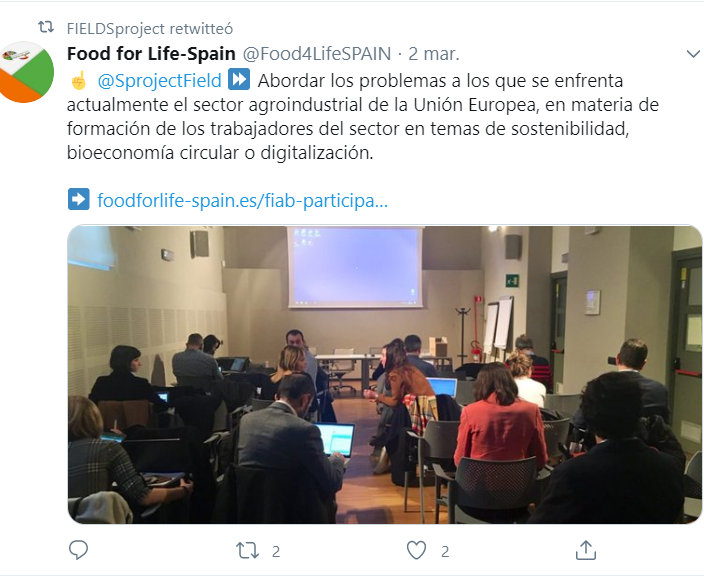 FIELDSproject retwitteó
Food for Life-Spain @Food4LifeSPAIN · 2 mar.
☝ @SprojectField ⏩ Abordar los problemas a los que se enfrenta
actualmente el sector agroindustrial de la Unión Europea, en materia de
formación de los trabajadores del sector en temas de sostenibilidad,
bioeconomía circular o digitalización.
➡ foodforlife-spain.es/fiab-participa...
2
2